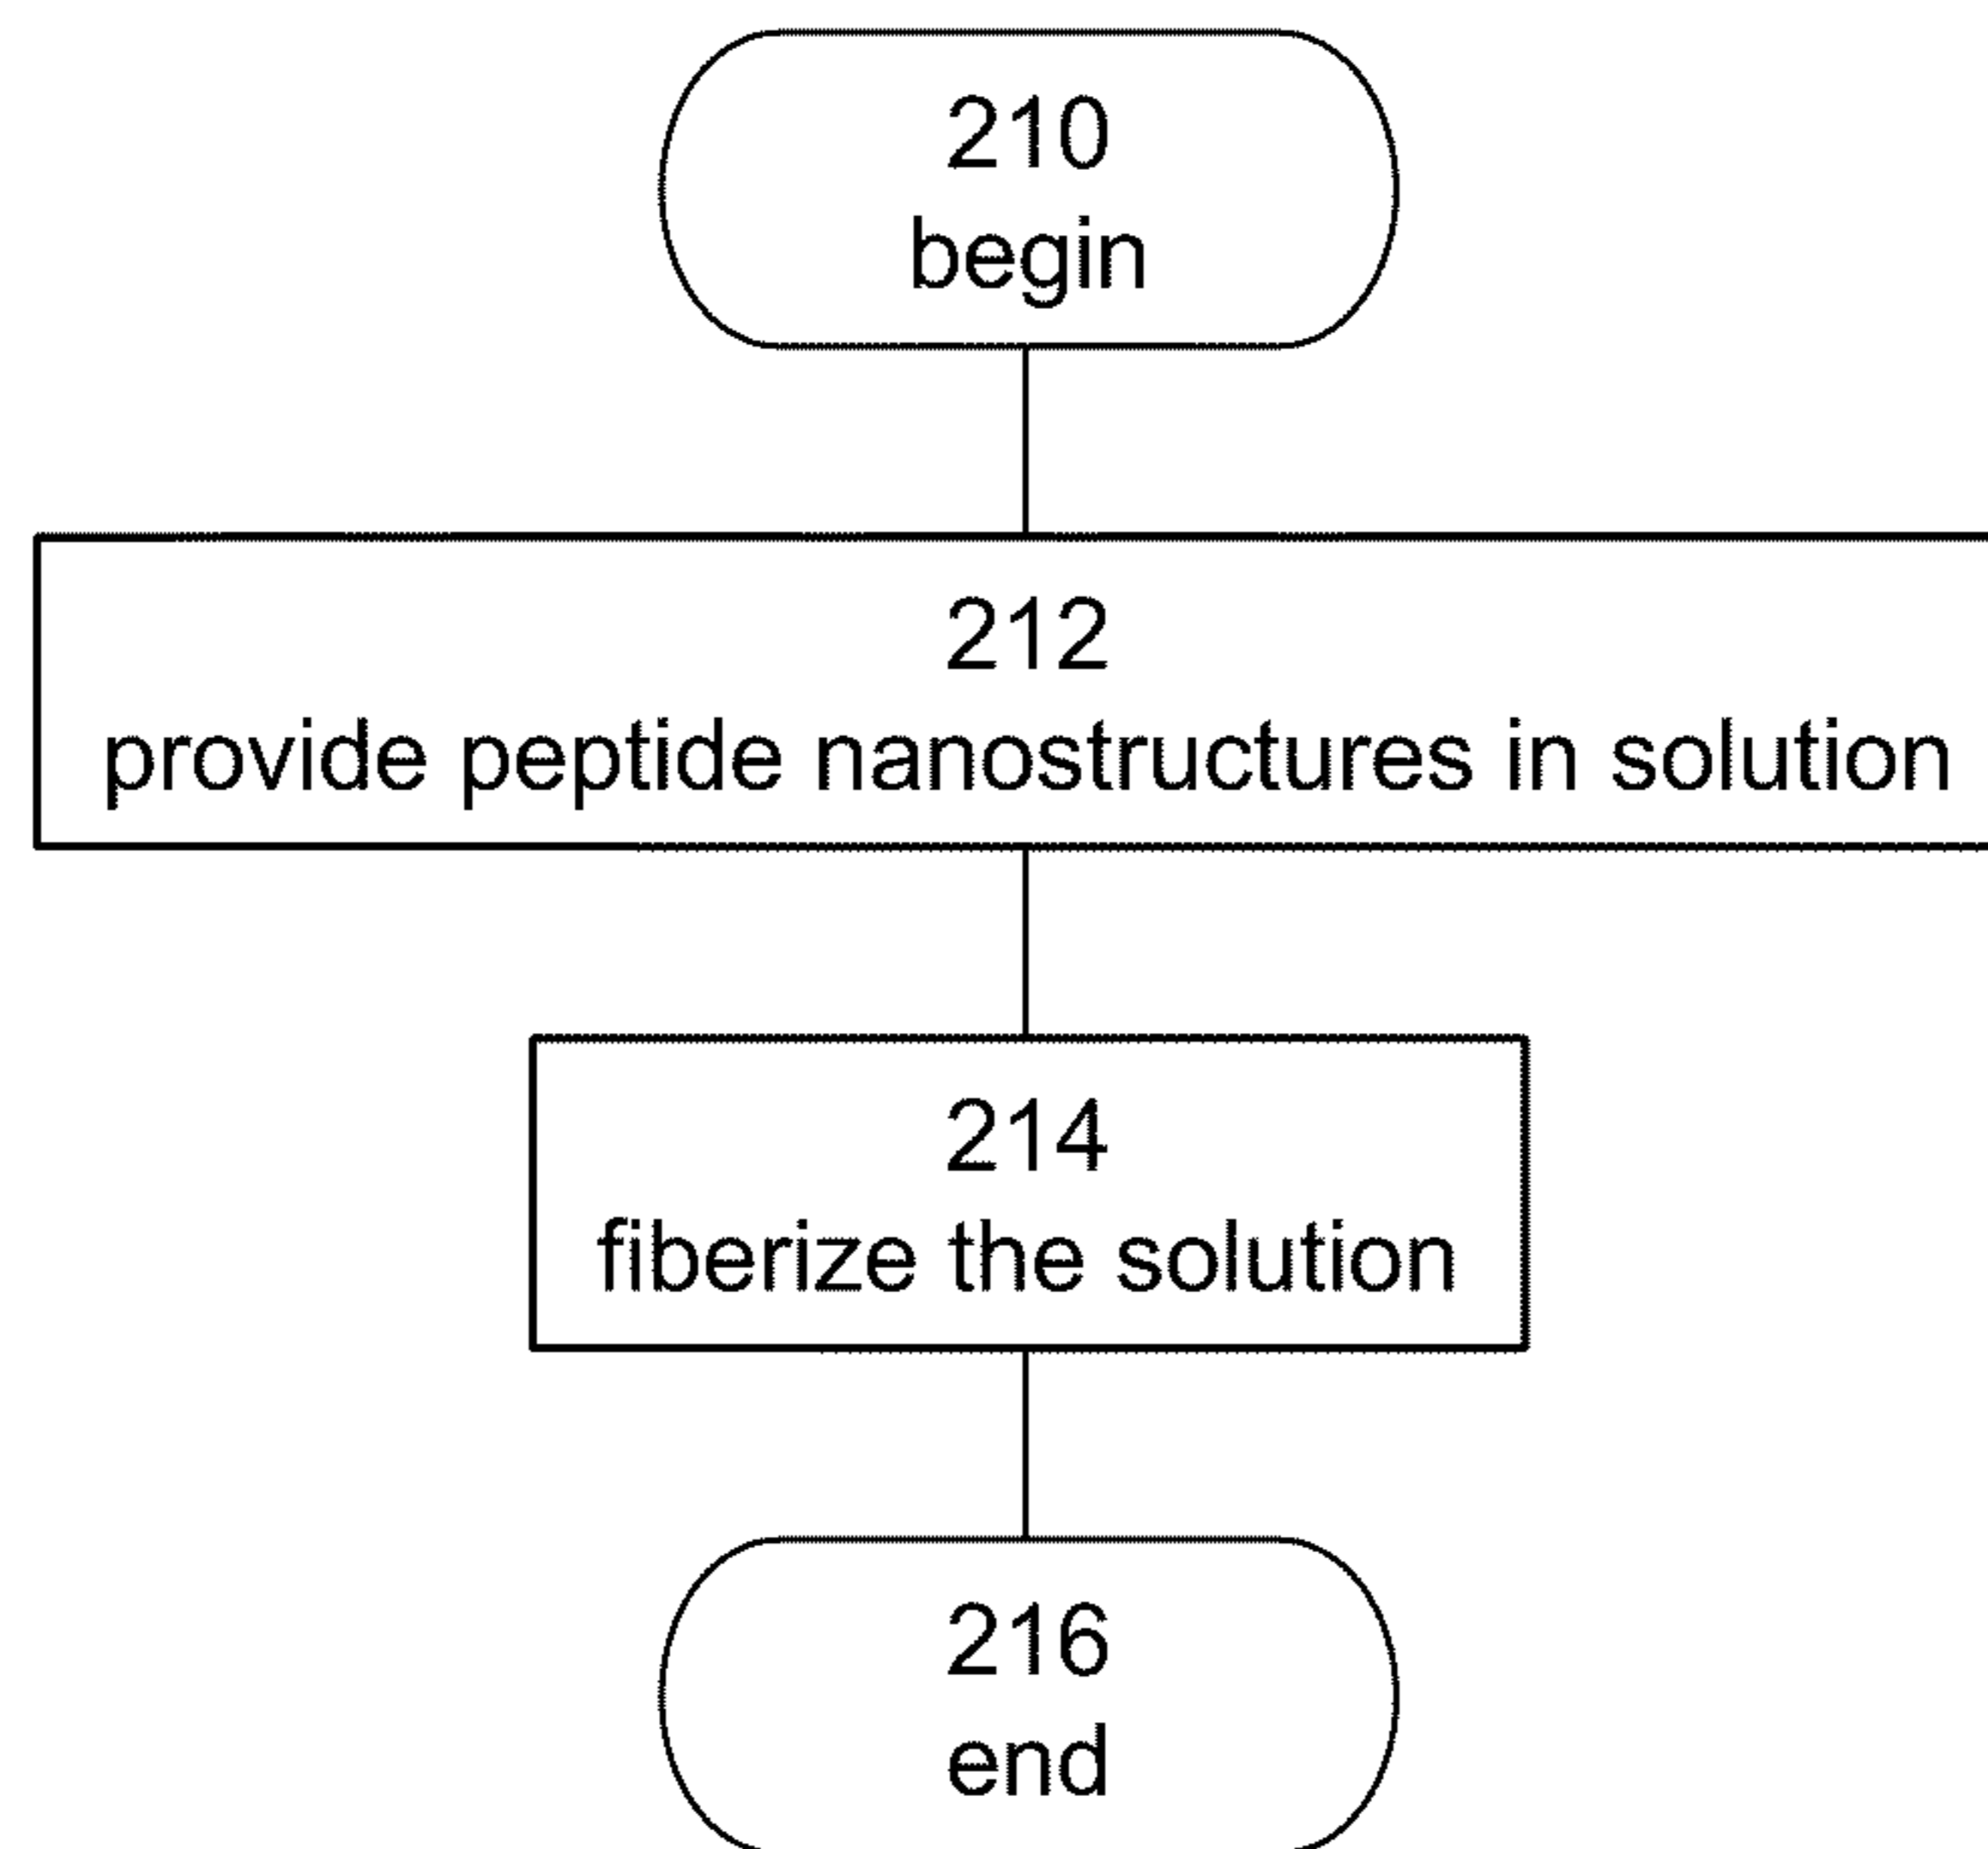 210
begin
212
provide peptide nanostructures in solution
214
fiberize the solution
216
end